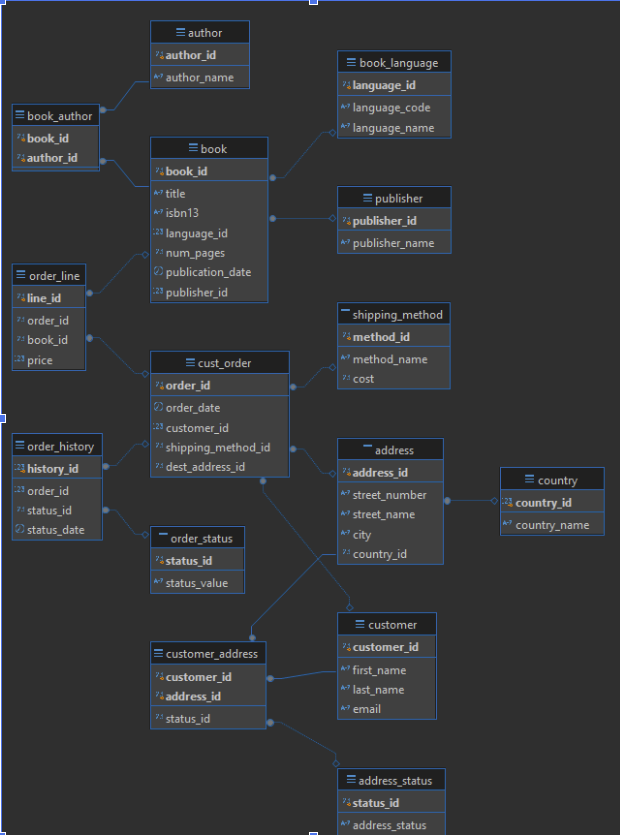 author
author_id
author_name
book_language
language_id
language_code
language_name
book_author
book_id
author_id
book
book_id
title
isbn13
language_id
num_pages
publication_date
publisher_id
publisher
publisher_id
publisher_name
order_line
line_id
order_id
book_id
price
shipping_method
method_id
method_name
cost
cust_order
order_id
order_date
customer_id
shipping_method_id
dest_address_id
order_history
history_id
order_id
status_id
status_date
address
address_id
street_number
street_name
city
country_id
country
country_id
country_name
order_status
status_id
status_value
customer
customer_id
first_name
last_name
email
customer_address
customer_id
address_id
status_id
address_status
status_id
address_status